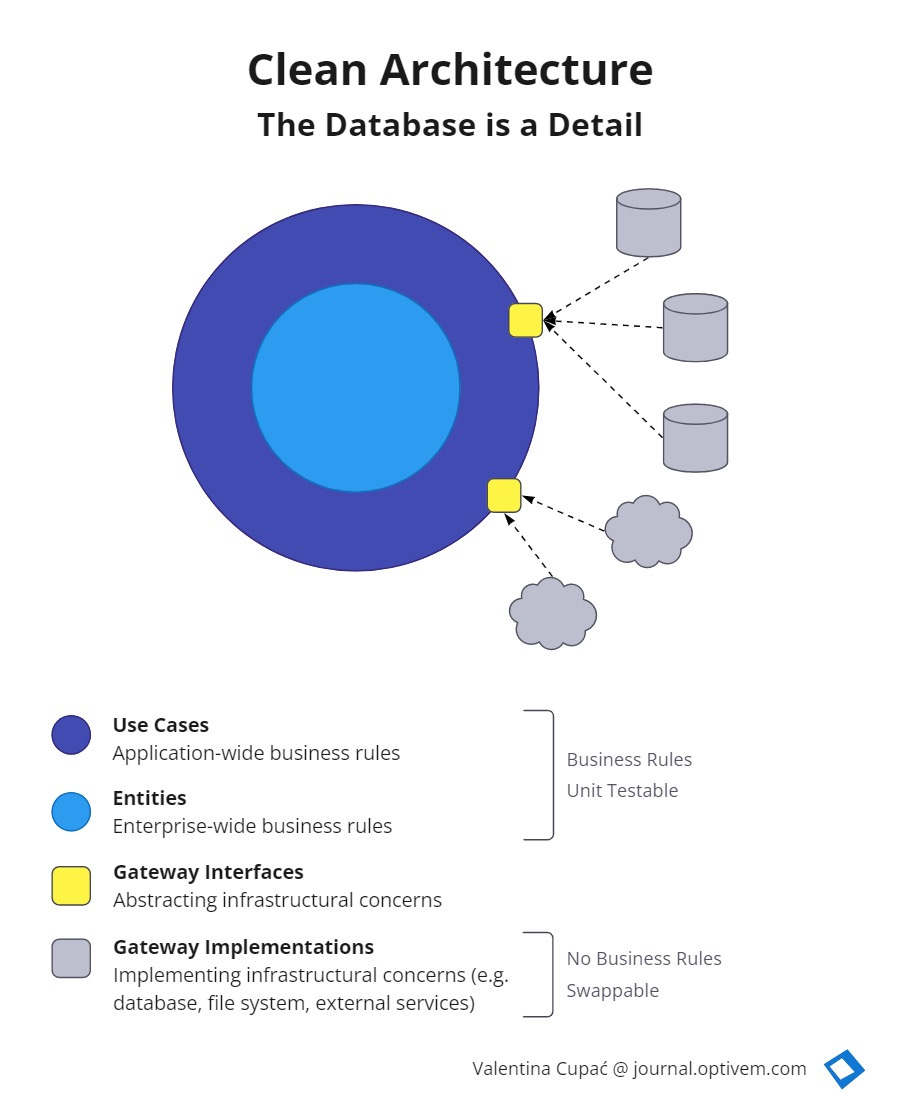 Clean Architecture
The Database is a Detail
Use Cases
Application-wide business rules
Entities
Enterprise-wide business rules
Business Rules
Unit Testable
Gateway Interfaces
Abstracting infrastructural concerns
Gateway Implementations
Implementing infrastructural concerns (e.g.
database, file system, external services)
No Business Rules
Swappable
Valentina Cupać @ journal.optivem.com